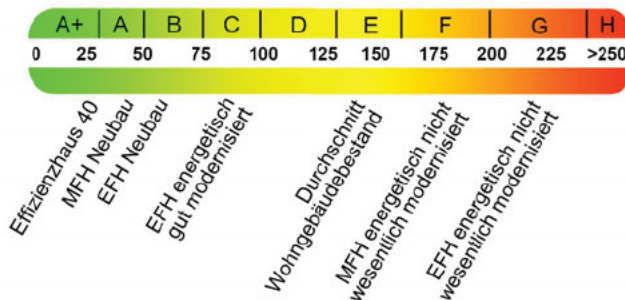 A+ A B C D E F G H
0 25 50 75 100 125 150 175 200 225 >250
Effizienzhaus 40
MFH Neubau
EFH Neubau
EFH energetisch
gut modernisiert
Durchschnitt
Wohngebäudebestand
MFH energetisch nicht
wesentlich modernisiert
EFH energetisch nicht
wesentlich modernisiert